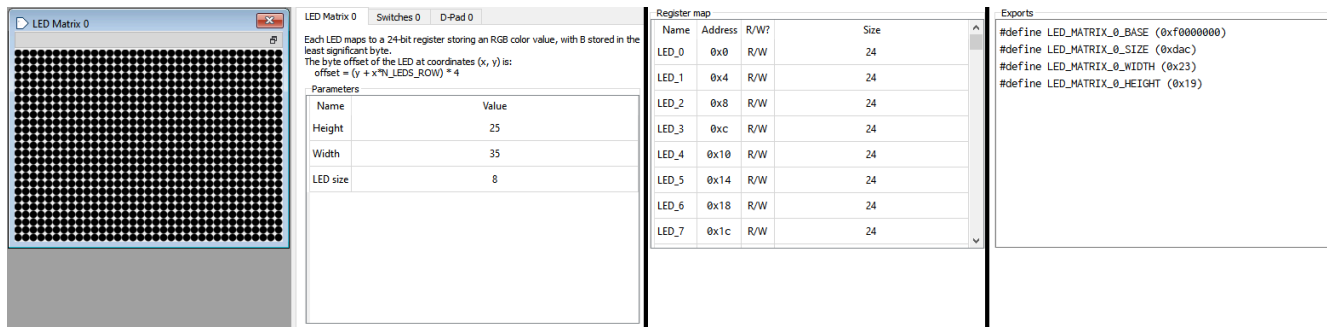 LED Matrix 0
LED Matrix 0 Switches 0 D-Pad 0
Each LED maps to a 24-bit register storing an RGB color value, with B stored in the
least significant byte.
The byte offset of the LED at coordinates (x, y) is:
offset = (y + x*N_LEDS_ROW) * 4
Parameters
Name Value
Height 25
Width 35
LED size 8
Register map
Name Address R/W? Size
LED_0 0x0 R/W 24
LED_1 0x4 R/W 24
LED_2 0x8 R/W 24
LED_3 0xc R/W 24
LED_4 0x10 R/W 24
LED_5 0x14 R/W 24
LED_6 0x18 R/W 24
LED_7 0x1c R/W 24
Exports
#define LED_MATRIX_0_BASE (0xf0000000)
#define LED_MATRIX_0_SIZE (0xdac)
#define LED_MATRIX_0_WIDTH (0x23)
#define LED_MATRIX_0_HEIGHT (0x19)